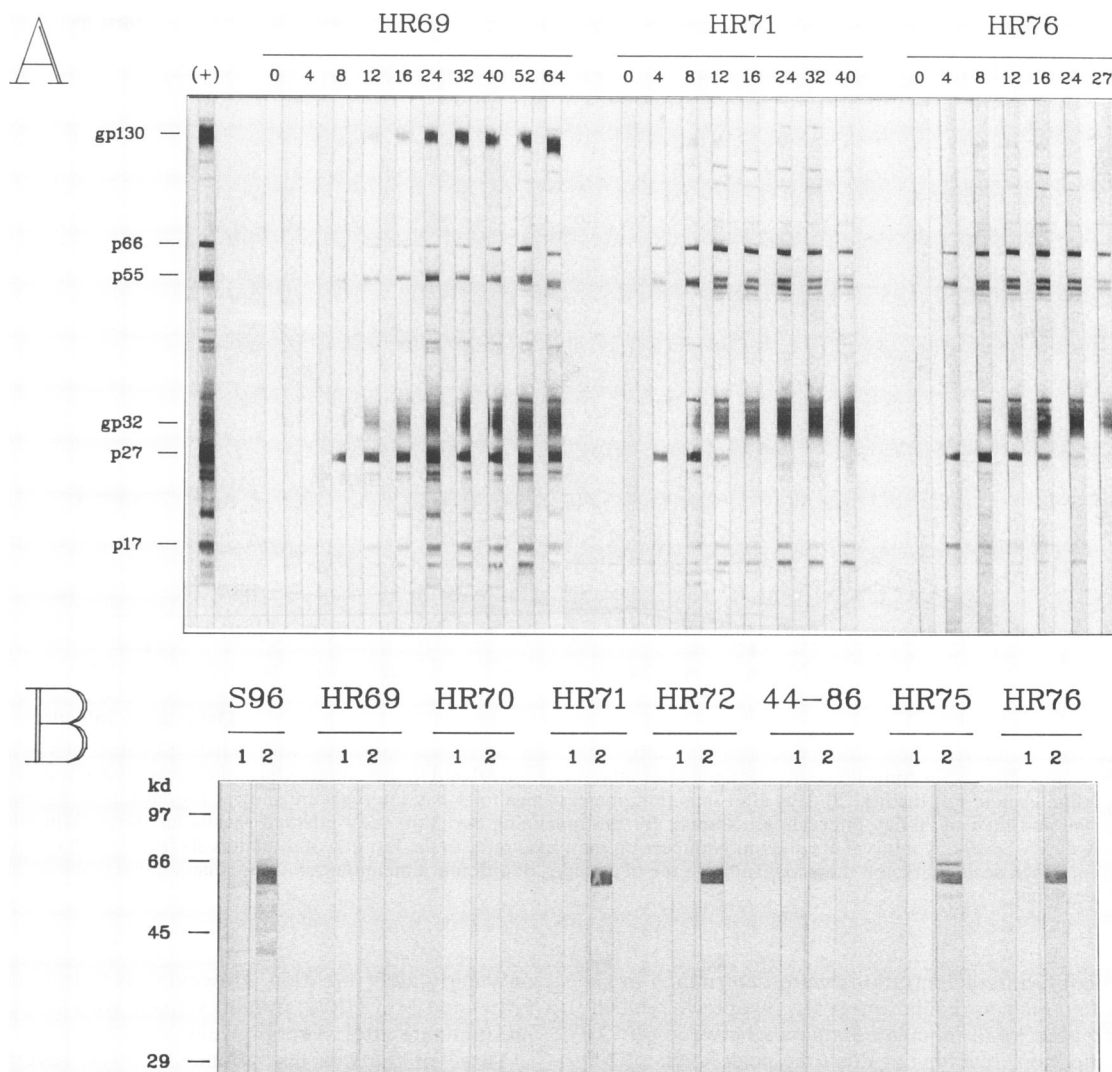 A
HR69 HR71 HR76
(+) 0 4 8 12 16 24 32 40 52 64 0 4 8 12 16 24 32 40 0 4 8 12 16 24 27
gp130
p66
p55
gp32
p27
p17
B
S96 HR69 HR70 HR71 HR72 44-86 HR75 HR76
1 2 1 2 1 2 1 2 1 2 1 2 1 2 1 2
kd
97
66
45
29